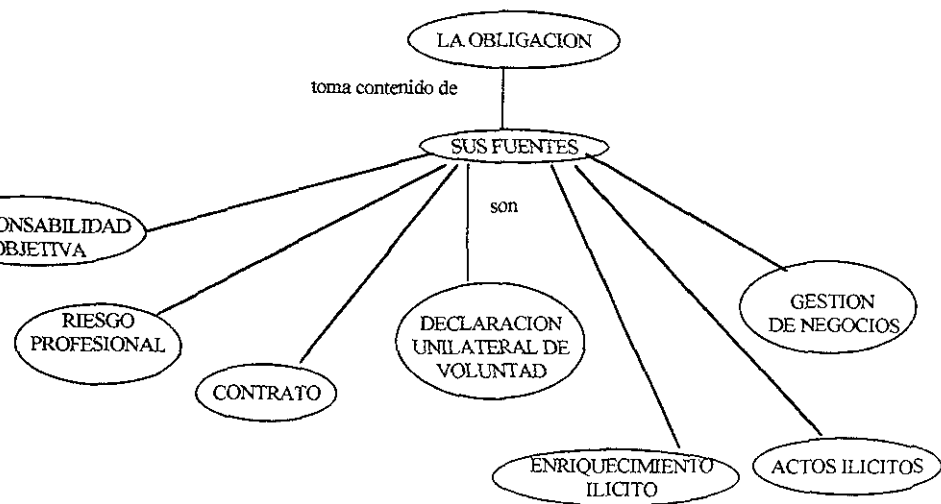 LA OBLIGACION
toma contenido de
SUS FUENTES
son
ONSABILIDAD
OBJETIVA
RIESGO
PROFESIONAL
CONTRATO
DECLARACION
UNILATERAL DE
VOLUNTAD
GESTION
DE NEGOCIOS
ENRIQUECIMIENTO
ILICITO
ACTOS ILICITOS